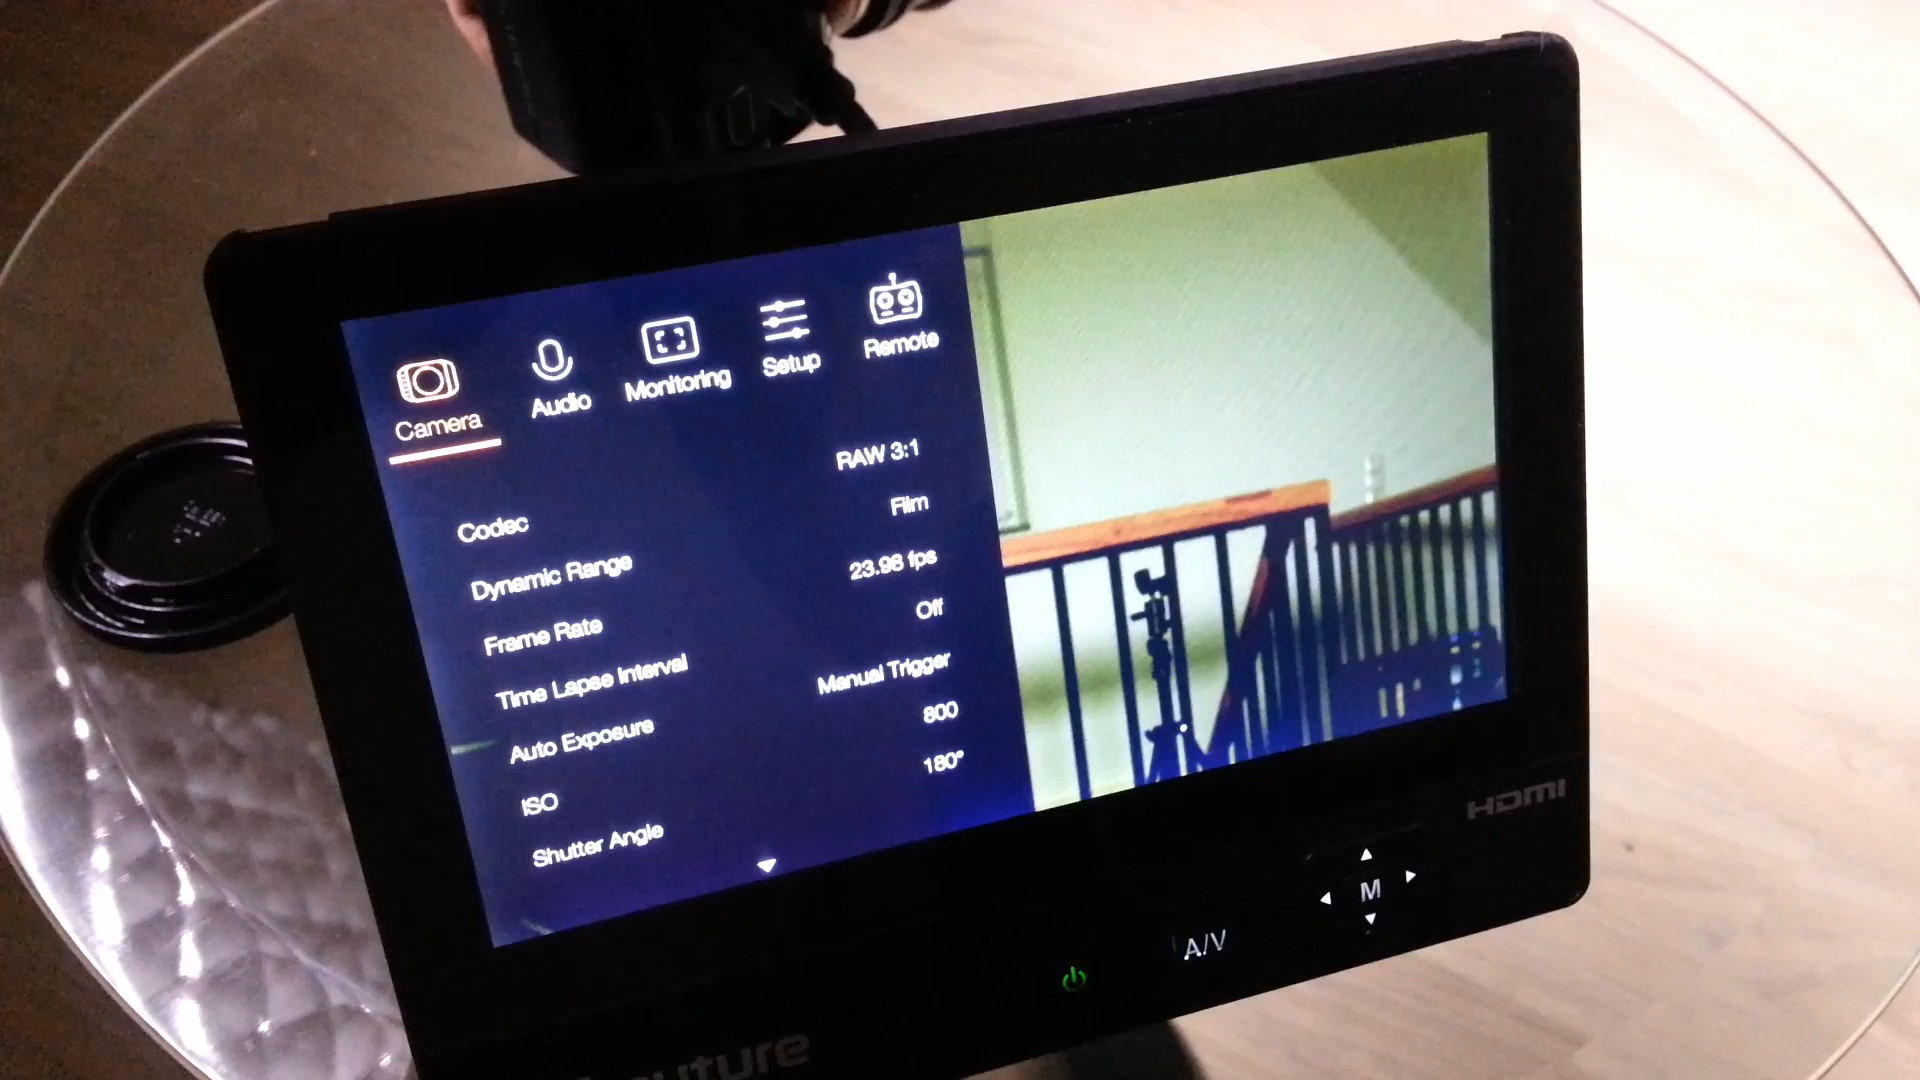 Camera
Audio
Monitoring
Setup
Remote
Codec RAW 3:1
Dynamic Range Film
Frame Rate 23.98 fps
Time Lapse Interval Off
Auto Exposure Manual Trigger
ISO 800
Shutter Angle 180°
HDMI
M
A/V